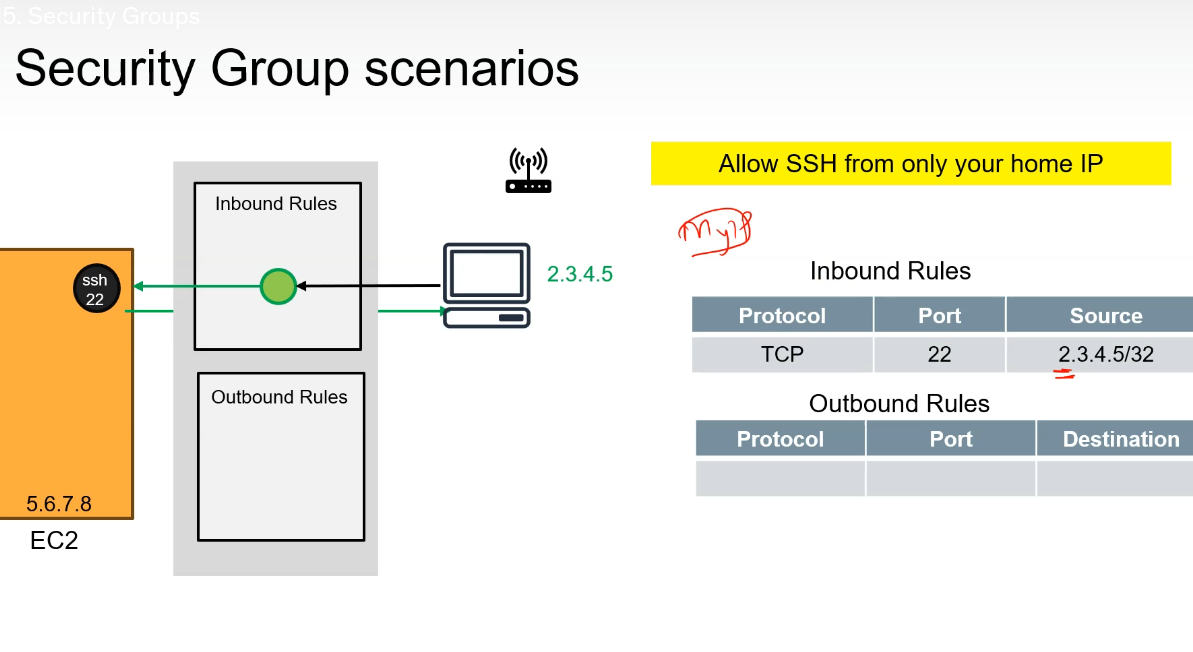 5. Security Groups
Security Group scenarios
Allow SSH from only your home IP
My IP
Inbound Rules
ssh
22
2.3.4.5
Inbound Rules
Protocol Port Source
TCP 22 2.3.4.5/32
Outbound Rules
Outbound Rules
Protocol Port Destination
5.6.7.8
EC2